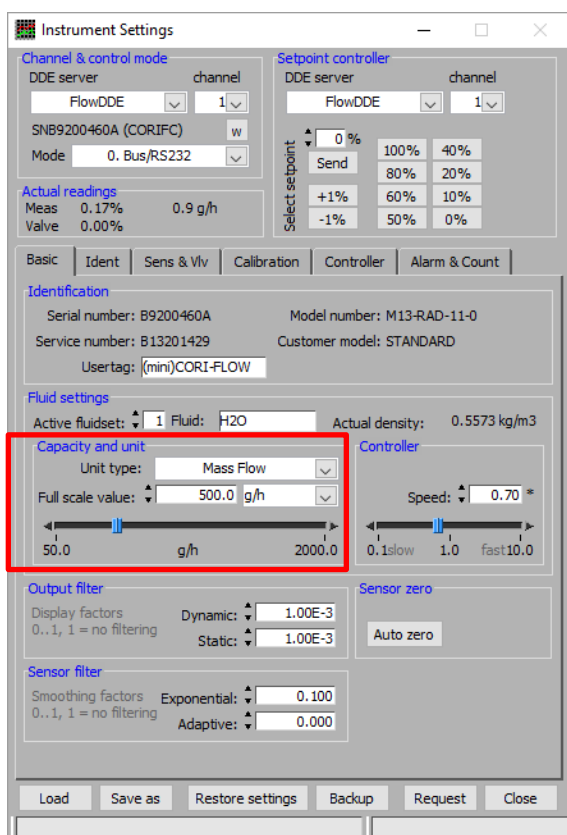 Instrument Settings
Channel & control mode
DDE server channel
FlowDDE 1
SNB9200460A (CORIFC) w
Mode 0. Bus/RS232
Setpoint controller
DDE server channel
FlowDDE 1
Select setpoint
0 %
Send
+1%
-1%
100% 40%
80% 20%
60% 10%
50% 0%
Actual readings
Meas 0.17% 0.9 g/h
Valve 0.00%
Basic Ident Sens & Vlv Calibration Controller Alarm & Count
Identification
Serial number: B9200460A Model number: M13-RAD-11-0
Service number: B13201429 Customer model: STANDARD
Usertag: (mini)CORI-FLOW
Fluid settings
Active fluidset: 1 Fluid: H2O Actual density: 0.5573 kg/m3
Capacity and unit
Unit type: Mass Flow
Full scale value: 500.0 g/h
50.0 g/h 2000.0
Controller
Speed: 0.70 *
0.1slow 1.0 fast10.0
Output filter
Display factors
0..1, 1 = no filtering
Dynamic: 1.00E-3
Static: 1.00E-3
Sensor zero
Auto zero
Sensor filter
Smoothing factors
0..1, 1 = no filtering
Exponential: 0.100
Adaptive: 0.000
Load Save as Restore settings Backup Request Close